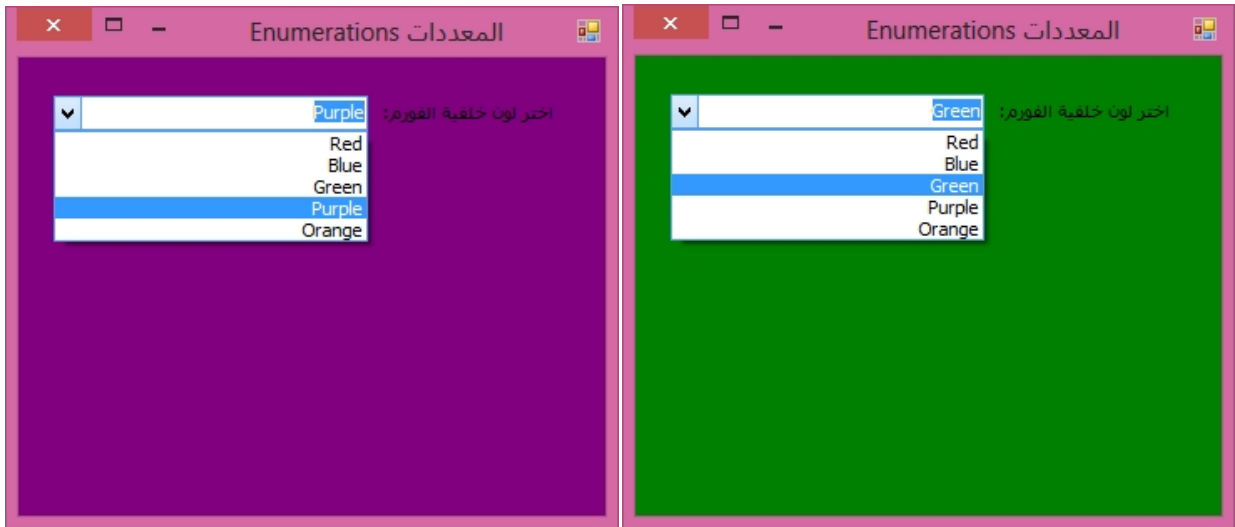 المعددات Enumerations
اختر لون خلفية الفورم:
Purple
Red
Blue
Green
Purple
Orange
المعددات Enumerations
اختر لون خلفية الفورم:
Green
Red
Blue
Green
Purple
Orange